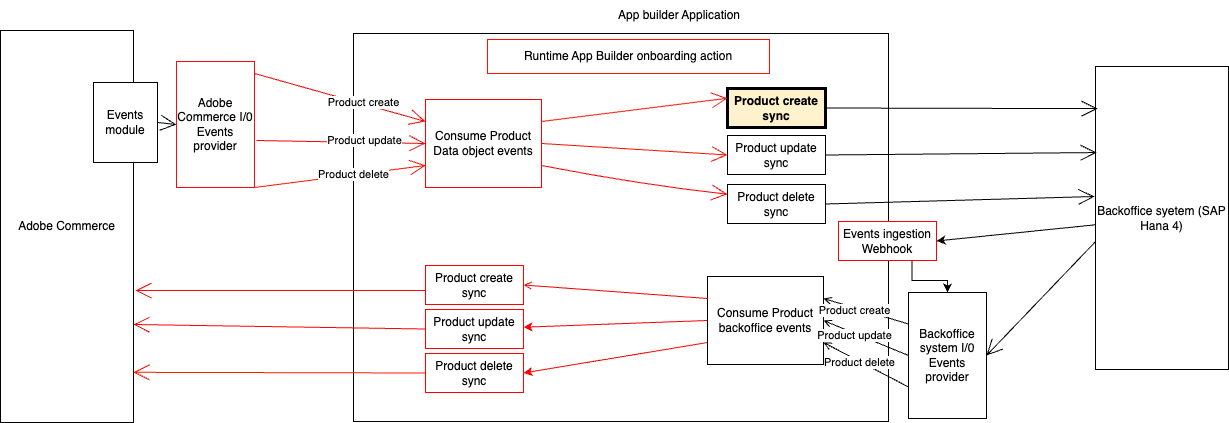 App builder Application
Runtime App Builder onboarding action
Events
module
Adobe
Commerce I/0
Events
provider
Product create
Product update
Product delete
Consume Product
Data object events
Product create
sync
Product update
sync
Product delete
sync
Adobe Commerce
Backoffice syetem (SAP
Hana 4)
Events ingestion
Webhook
Product create
sync
Product update
sync
Product delete
sync
Consume Product
backoffice events
Product create
Product update
Product delete
Backoffice
system I/0
Events
provider